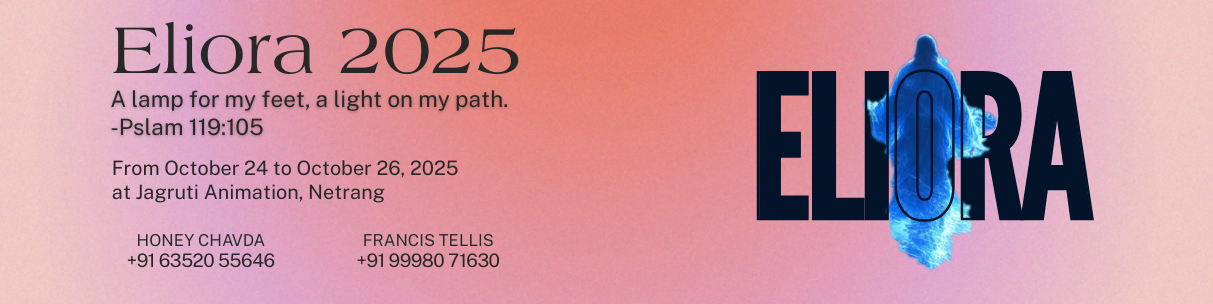 Eliora 2025
A lamp for my feet, a light on my path.
-Pslam 119:105
From October 24 to October 26, 2025
at Jagruti Animation, Netrang
HONEY CHAVDA
+91 63520 55646
FRANCIS TELLIS
+91 99980 71630
ELIORA